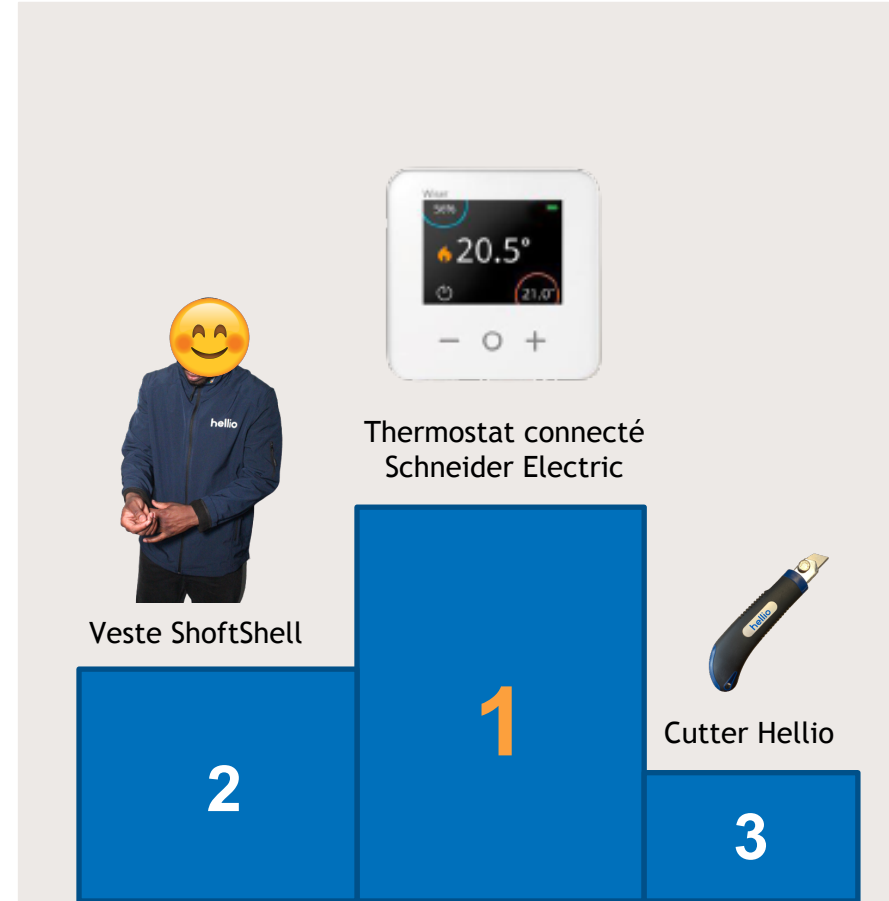 Wiser
56%
20.5°
21.0°
hellio
Thermostat connecté
Schneider Electric
Veste ShoftShell
hellio
Cutter Hellio
1
2
3